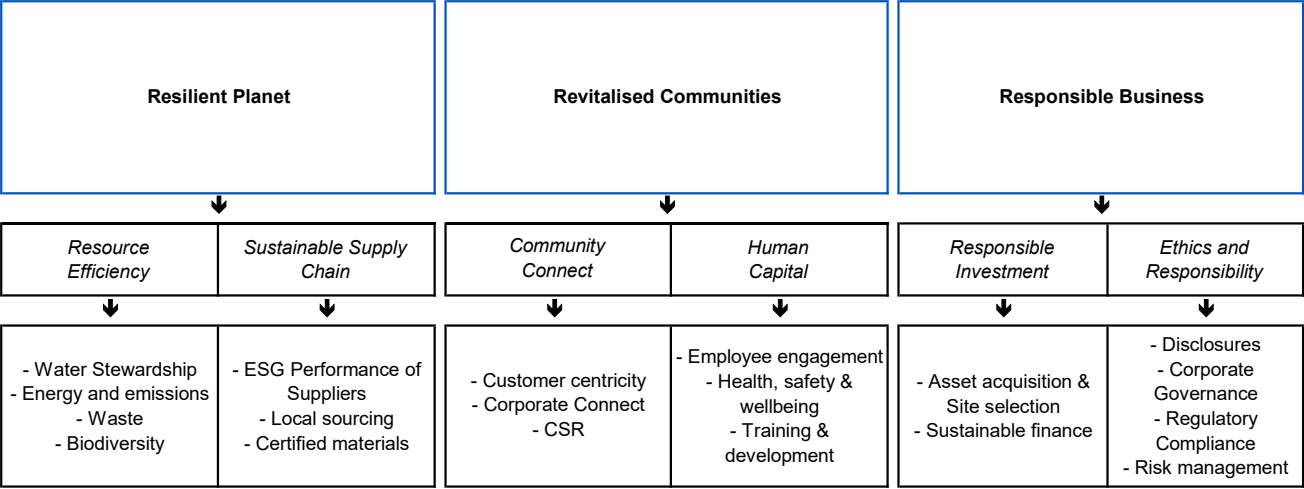 Resilient Planet
Revitalised Communities
Responsible Business
Resource
Efficiency
Sustainable Supply
Chain
Community
Connect
Human
Capital
Responsible
Investment
Ethics and
Responsibility
- Water Stewardship
- Energy and emissions
- Waste
- Biodiversity
- ESG Performance of
Suppliers
- Local sourcing
- Certified materials
- Customer centricity
- Corporate Connect
- CSR
- Employee engagement
- Health, safety &
wellbeing
- Training &
development
- Asset acquisition &
Site selection
- Sustainable finance
- Disclosures
- Corporate
Governance
- Regulatory
Compliance
- Risk management